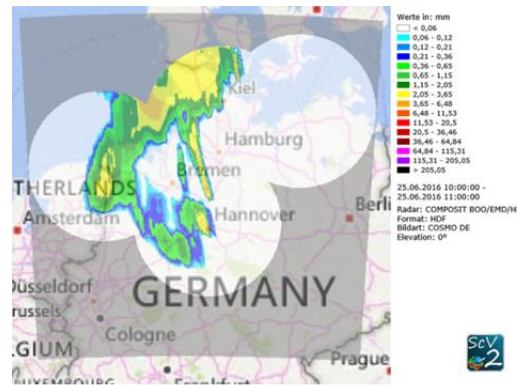 Kiel
Hamburg
Bremen
THERLANDS
Amsterdam
Hannover
Berli
GERMANY
Düsseldorf
russels
Cologne
LGIUM
Prague
Frankfurt
Werte in: mm
< 0,06
0,06 - 0,12
0,12 - 0,21
0,21 - 0,36
0,36 - 0,65
0,65 - 1,15
1,15 - 2,05
2,05 - 3,65
3,65 - 6,48
6,48 - 11,53
11,53 - 20,5
20,5 - 36,46
36,46 - 64,84
64,84 - 115,31
115,31 - 205,05
> 205,05
25.06.2016 10:00:00 -
25.06.2016 11:00:00
Radar: COMPOSIT BOO/EMD/H
Format: HDF
Bildart: COSMO DE
Elevation: 0°
ScV
2